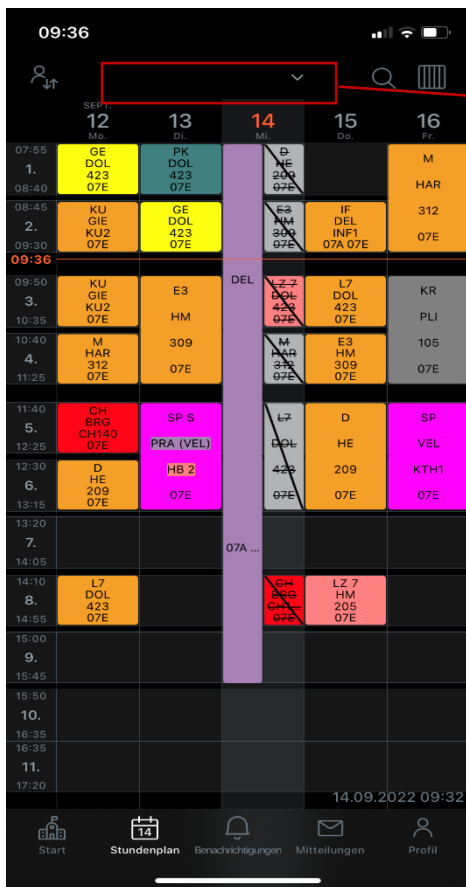 09:36
SEPT.
12 13 14 15 16
Mo. Di. Mi. Do. Fr.
07:55
1.
08:40
GE
DOL
423
07E
PK
DOL
423
07E
D
HE
209
07E
M
HAR
312
07E
08:45
2.
09:30
KU
GIE
KU2
07E
GE
DOL
423
07E
E3
HM
309
07E
IF
DEL
INF1
07A 07E
09:36
DEL
07A ...
09:50
3.
10:35
KU
GIE
KU2
07E
E3
HM
309
07E
LZ 7
DOL
423
07E
L7
DOL
423
07E
KR
PLI
105
07E
10:40
4.
11:25
M
HAR
312
07E
M
HAR
312
07E
E3
HM
309
07E
11:40
5.
12:25
CH
BRG
CH140
07E
SP S
PRA (VEL)
HB 2
07E
L7
DOL
423
07E
D
HE
209
07E
SP
VEL
KTH1
07E
12:30
6.
13:15
D
HE
209
07E
13:20
7.
14:05
14:10
8.
14:55
L7
DOL
423
07E
CH
BRG
CH...
07E
LZ 7
HM
205
07E
15:00
9.
15:45
15:50
10.
16:35
16:35
11.
17:20
14.09.2022 09:32
14
Start Stundenplan Benachrichtigungen Mitteilungen Profil